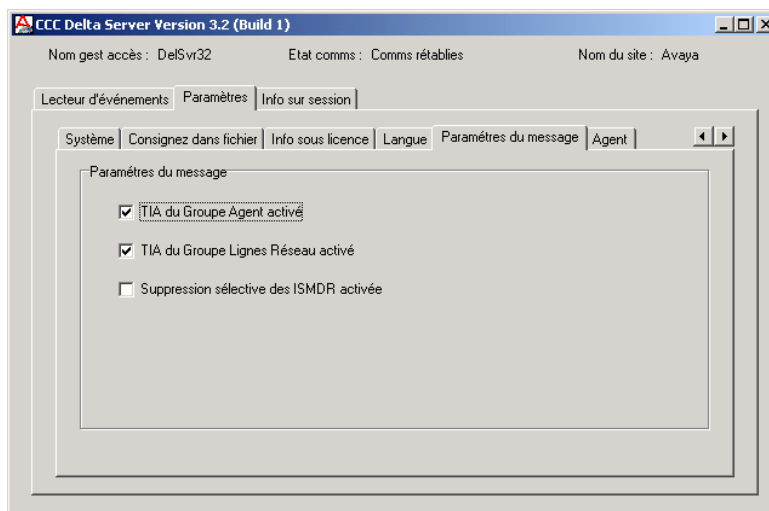 CCC Delta Server Version 3.2 (Build 1)
Nom gest accès : DelSvr32 Etat comms : Comms rétablies Nom du site : Avaya
Lecteur d'événements Paramètres Info sur session
Système Consignez dans fichier Info sous licence Langue Paramétres du message Agent
Paramétres du message
TIA du Groupe Agent activé
TIA du Groupe Lignes Réseau activé
Suppression sélective des ISMDR activée